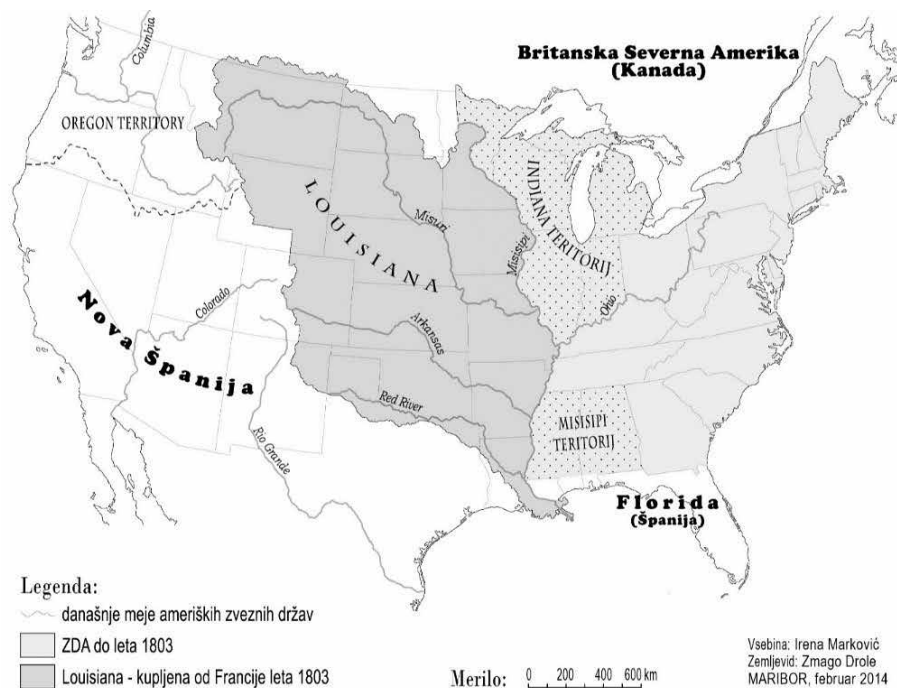 Columbia
Britanska Severna Amerika
(Kanada)
OREGON TERRITORY
LOUISIANA
INDIANA TERITORIJ
Misuri
Misisipi
Colorado
Arkansas
Ohio
Nova Španija
Red River
Rio Grande
MISISIPI
TERITORIJ
Florida
(Španija)
Legenda:
današnje meje ameriških zveznih držav
ZDA do leta 1803
Louisiana - kupljena od Francije leta 1803
Merilo:
0 200 400 600 km
Vsebina: Irena Marković
Zemljevid: Zmago Drole
MARIBOR, februar 2014